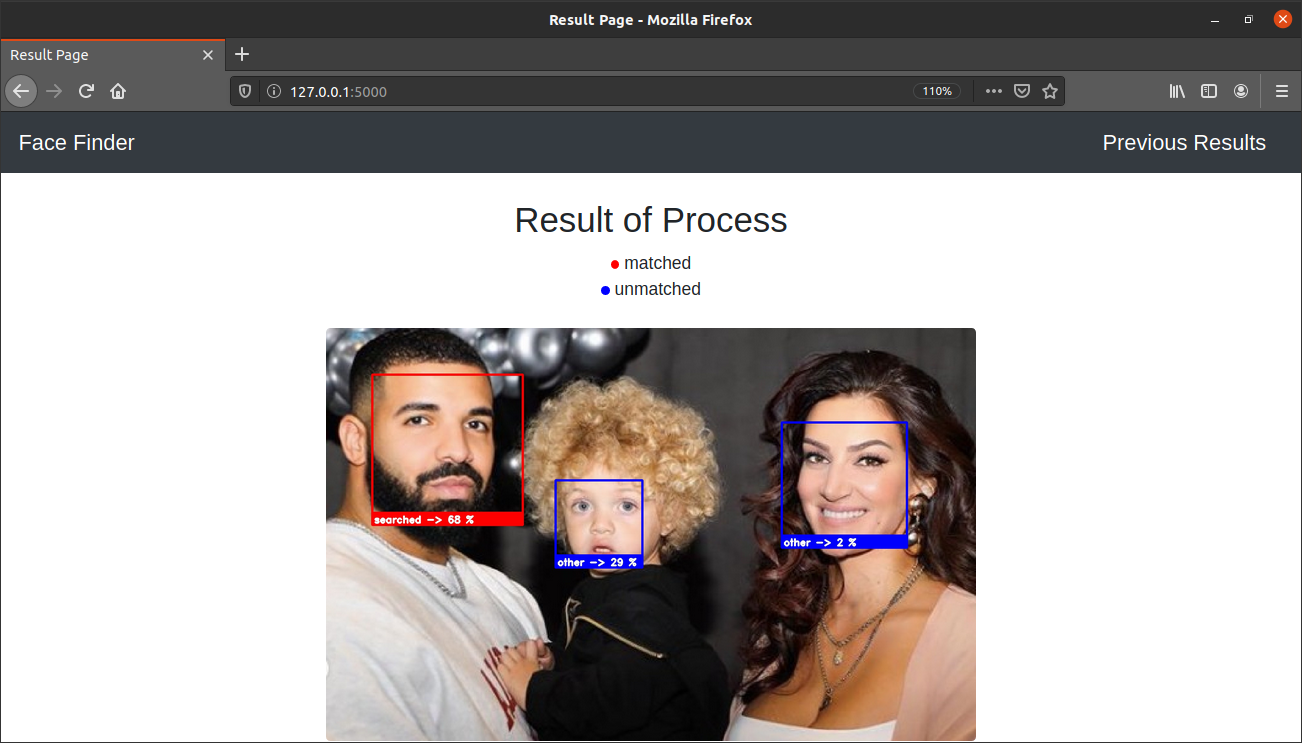 Result Page - Mozilla Firefox
Result Page
127.0.0.1:5000
110%
Face Finder
Previous Results
Result of Process
matched
unmatched
searched -> 68 %
other -> 29 %
other -> 2 %